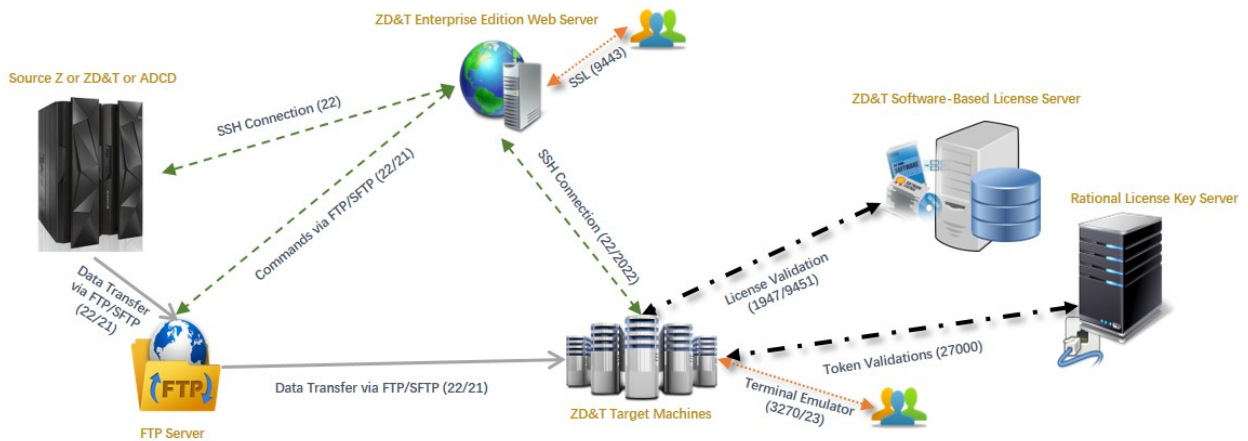 ZD&T Enterprise Edition Web Server
SSL (9443)
Source Z or ZD&T or ADCD
SSH Connection (22)
ZD&T Software-Based License Server
SOFTWARE
Commands via FTP/SFTP (22/21)
SSH Connection (22/2022)
Rational License Key Server
Data Transfer
via FTP/SFTP
(22/21)
License Validation
(1947/9451)
FTP
Data Transfer via FTP/SFTP (22/21)
Token Validations (27000)
Terminal Emulator
(3270/23)
ZD&T Target Machines
FTP Server